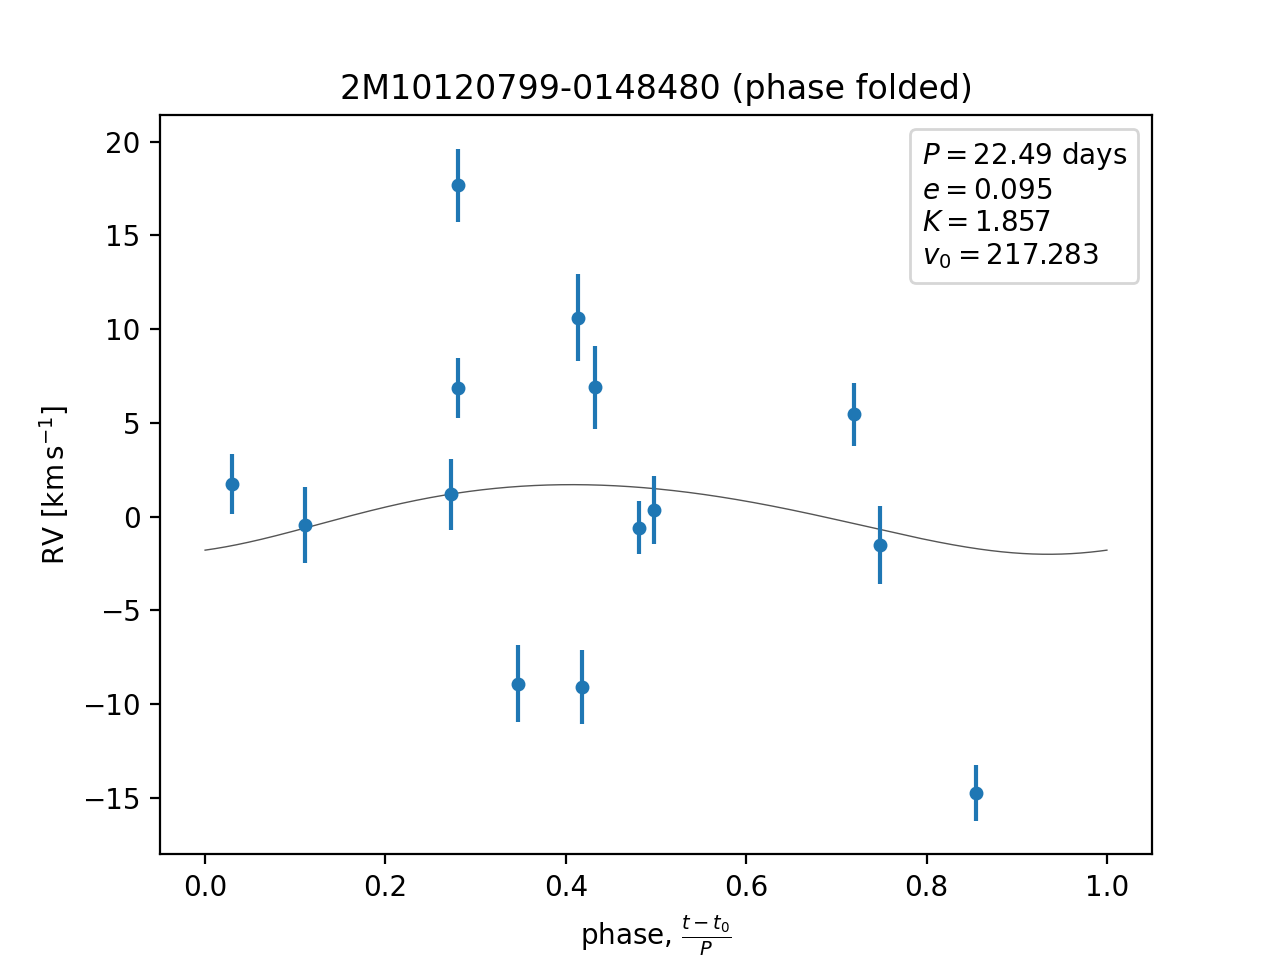 2M10120799-0148480 (phase folded)
P = 22.49 days
e = 0.095
K = 1.857
v₀ = 217.283
20
15
10
5
0
−5
−10
−15
RV [km s⁻¹]
0.0 0.2 0.4 0.6 0.8 1.0
phase, (t − t₀)/P